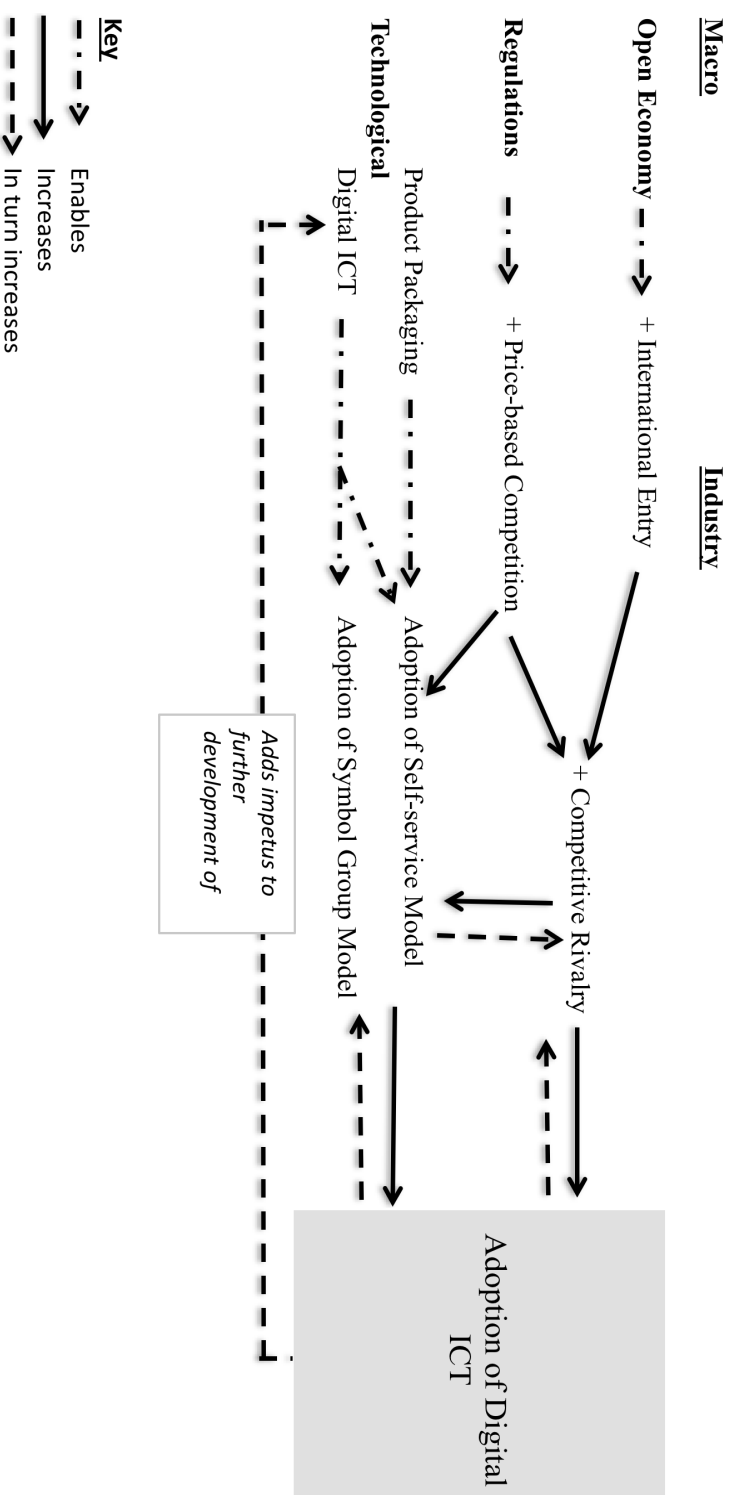 Macro
Industry
Open Economy
+ International Entry
+ Competitive Rivalry
Regulations
+ Price-based Competition
Adoption of Digital
ICT
Product Packaging
Adoption of Self-service Model
Technological
Digital ICT
Adoption of Symbol Group Model
Adds impetus to
further
development of
Key
Enables
Increases
In turn increases